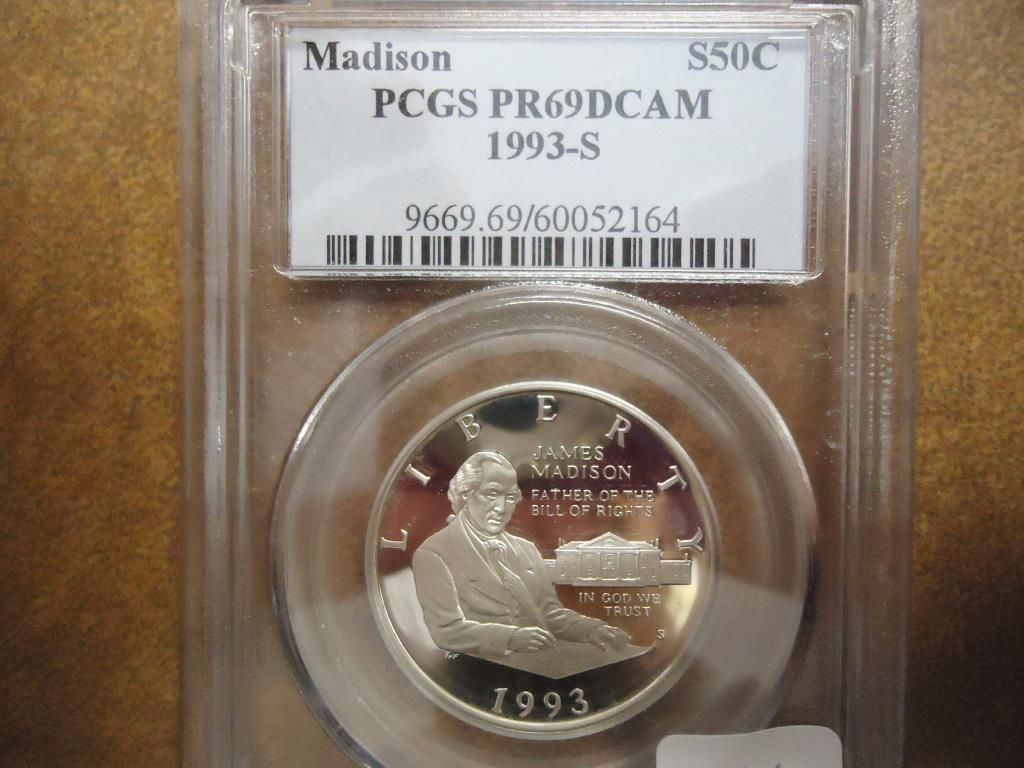 Madison S50C
PCGS PR69DCAM
1993-S
9669.69/60052164
LIBERTY
JAMES
MADISON
FATHER OF THE
BILL OF RIGHTS
IN GOD WE
TRUST
S
1993